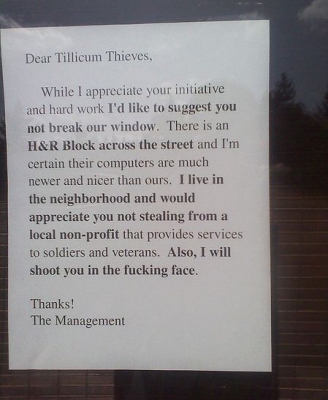 Dear Tillicum Thieves,
While I appreciate your initiative
and hard work I'd like to suggest you
not break our window. There is an
H&R Block across the street and I'm
certain their computers are much
newer and nicer than ours. I live in
the neighborhood and would
appreciate you not stealing from a
local non-profit that provides services
to soldiers and veterans. Also, I will
shoot you in the fucking face.
Thanks!
The Management